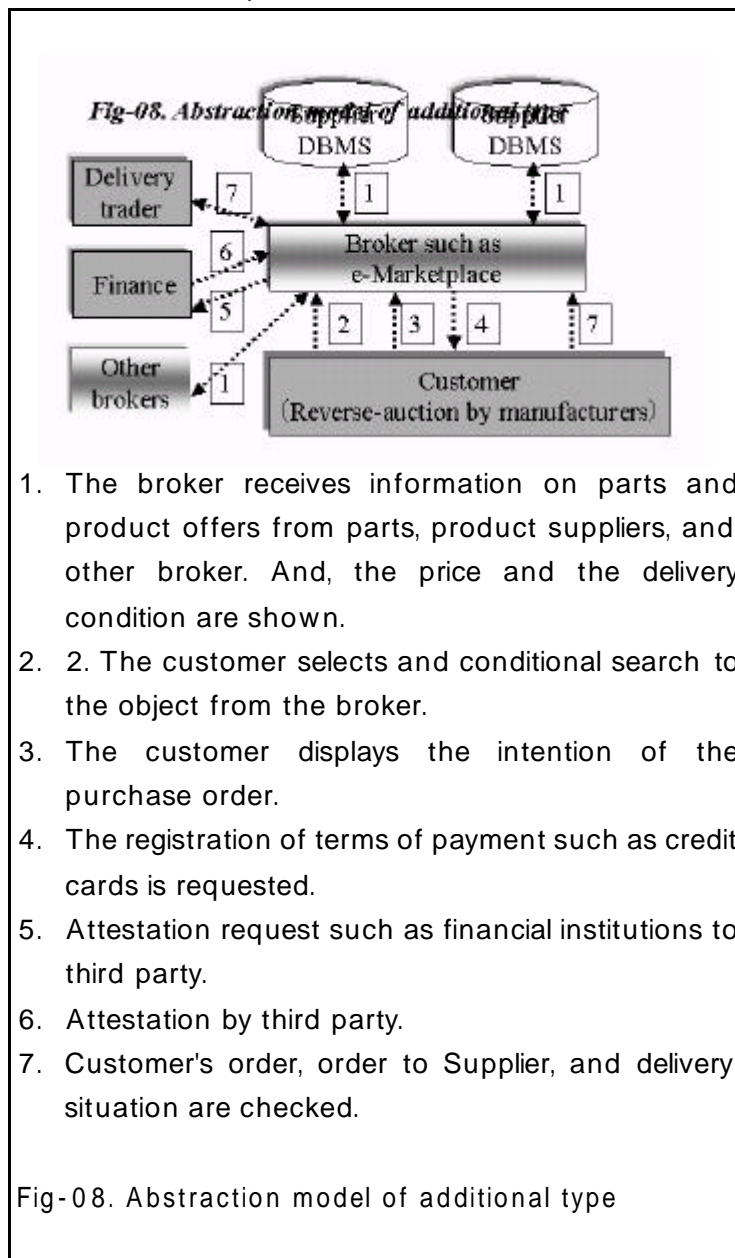 Fig-08. Abstraction model of additional type
Supplier
DBMS
Supplier
DBMS
Delivery
trader
7
1
1
Broker such as
e-Marketplace
6
Finance
5
2
3
4
7
Other
brokers
1
Customer
(Reverse-auction by manufacturers)
1. The broker receives information on parts and
product offers from parts, product suppliers, and
other broker. And, the price and the delivery
condition are shown.
2. 2. The customer selects and conditional search to
the object from the broker.
3. The customer displays the intention of the
purchase order.
4. The registration of terms of payment such as credit
cards is requested.
5. Attestation request such as financial institutions to
third party.
6. Attestation by third party.
7. Customer's order, order to Supplier, and delivery
situation are checked.
Fig-08. Abstraction model of additional type